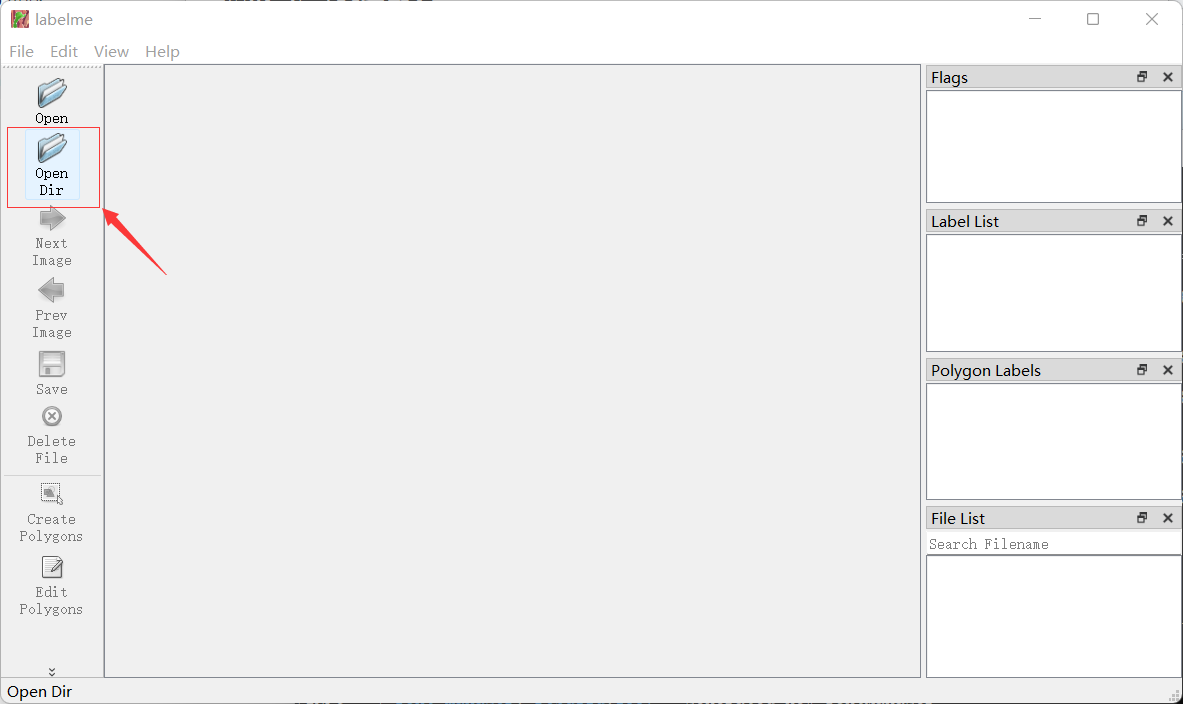 labelme
File Edit View Help
Open
Open
Dir
Next
Image
Prev
Image
Save
Delete
File
Create
Polygons
Edit
Polygons
Flags
Label List
Polygon Labels
File List
Search Filename
Open Dir